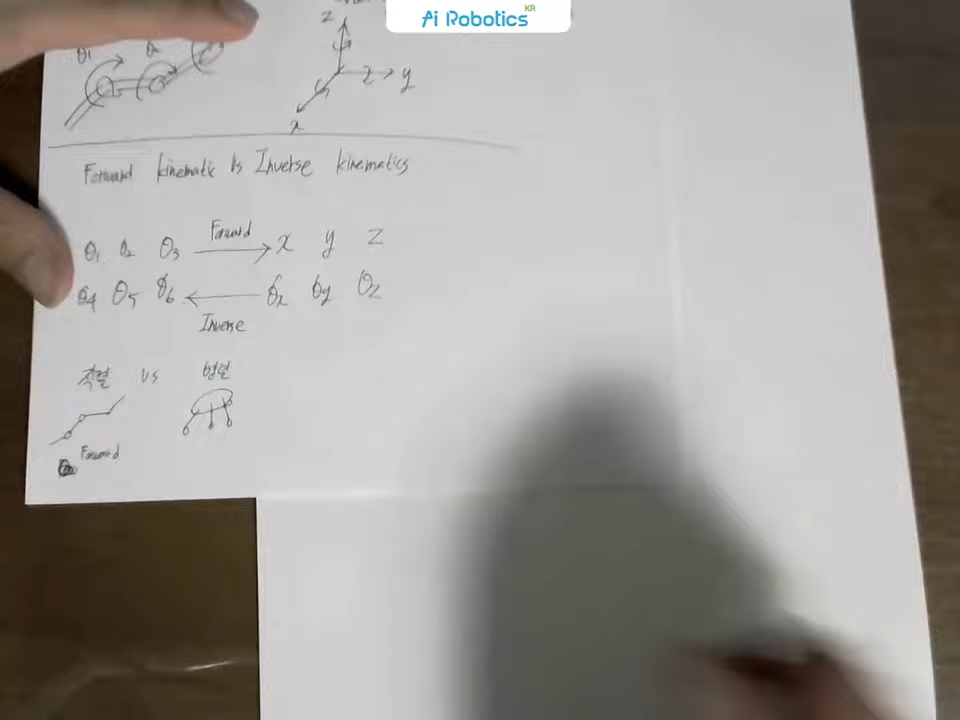 Ai Robotics KR
z
θ1 θ2
z y
x
Forward kinematic Vs Inverse kinematics
Forward
θ1 θ2 θ3 x y z
θ4 θ5 θ6 θx θy θz
Inverse
직렬 vs 병렬
Forward